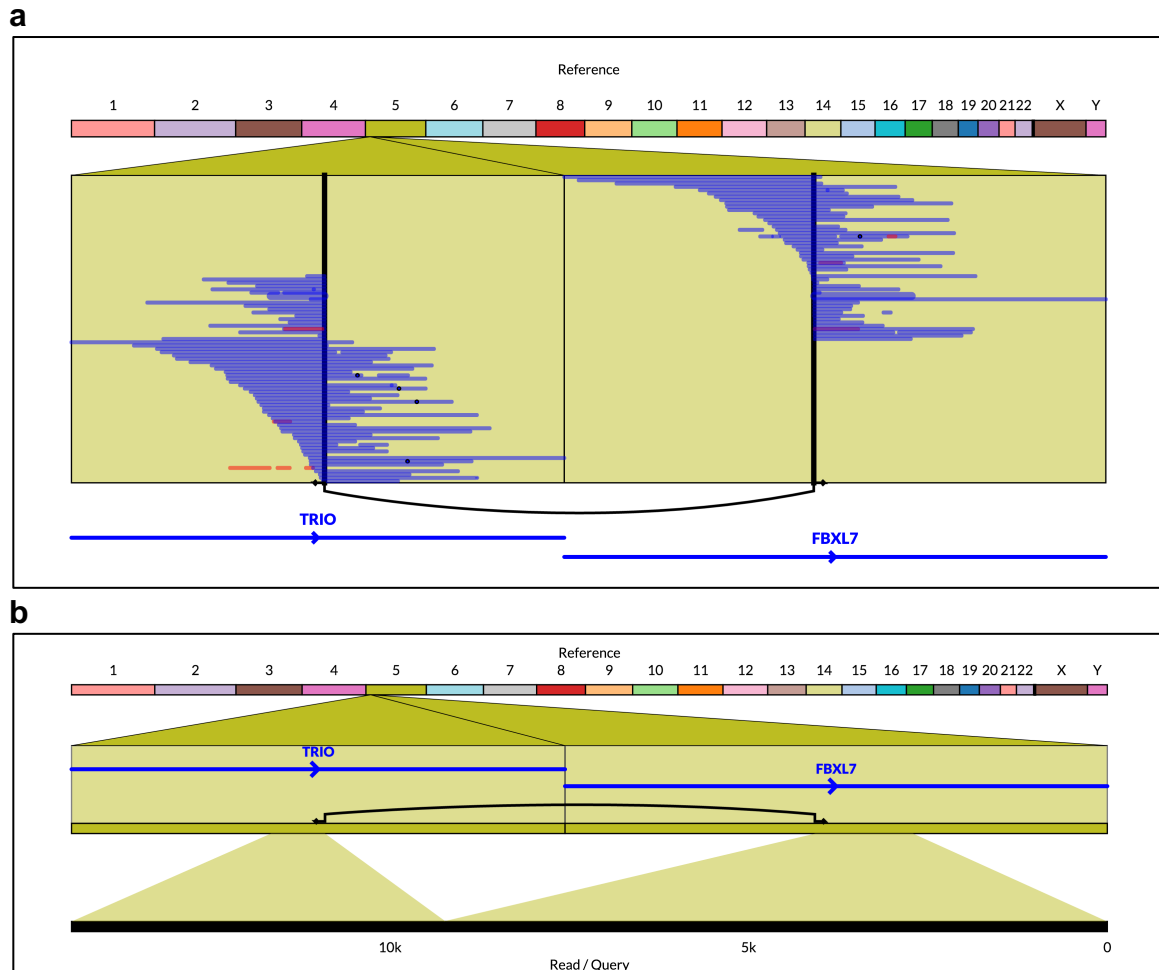 a
Reference
1 2 3 4 5 6 7 8 9 10 11 12 13 14 15 16 17 18 19 20 21 22 X Y
TRIO
FBXL7
b
Reference
1 2 3 4 5 6 7 8 9 10 11 12 13 14 15 16 17 18 19 20 21 22 X Y
TRIO
FBXL7
10k 5k 0
Read / Query